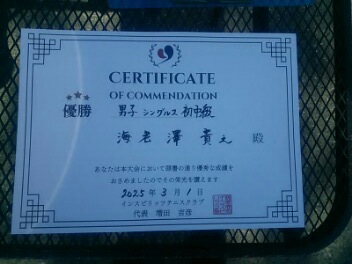 CERTIFICATE
OF COMMENDATION
優勝
男子 シングルス 初中級
海老澤 貴之 殿
あなたは本大会において頭書の通り優秀な成績を
おさめましたのでその栄光を讃えます
2025年 3月 1日
インスピリッツテニスクラブ
代表 増田 吉彦